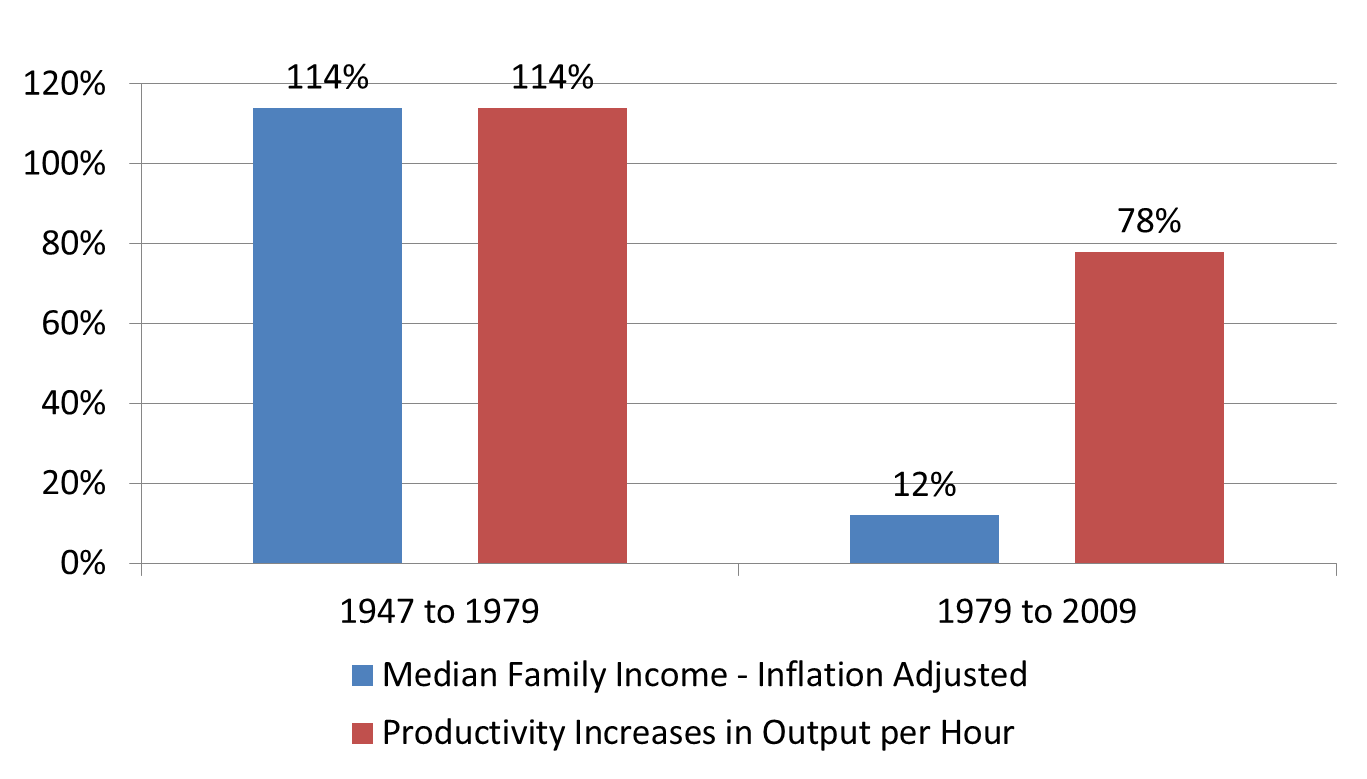 114%
114%
120%
100%
80%
60%
40%
20%
0%
78%
12%
1947 to 1979
1979 to 2009
Median Family Income - Inflation Adjusted
Productivity Increases in Output per Hour